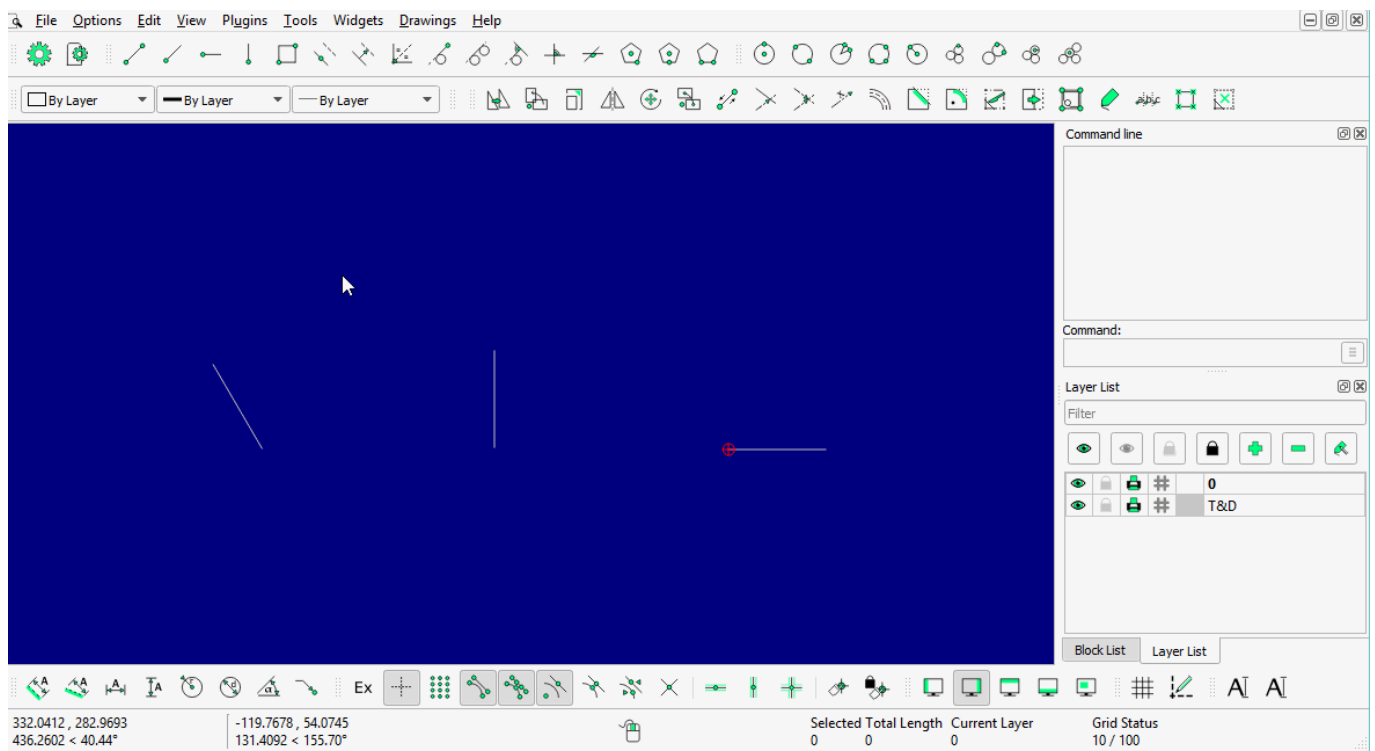 File Options Edit View Plugins Tools Widgets Drawings Help
By Layer By Layer By Layer
Command line
Command:
Layer List
Filter
0
T&D
Block List Layer List
Ex
332.0412 , 282.9693 -119.7678 , 54.0745 Selected Total Length Current Layer Grid Status
436.2602 < 40.44° 131.4092 < 155.70° 0 0 0 10 / 100